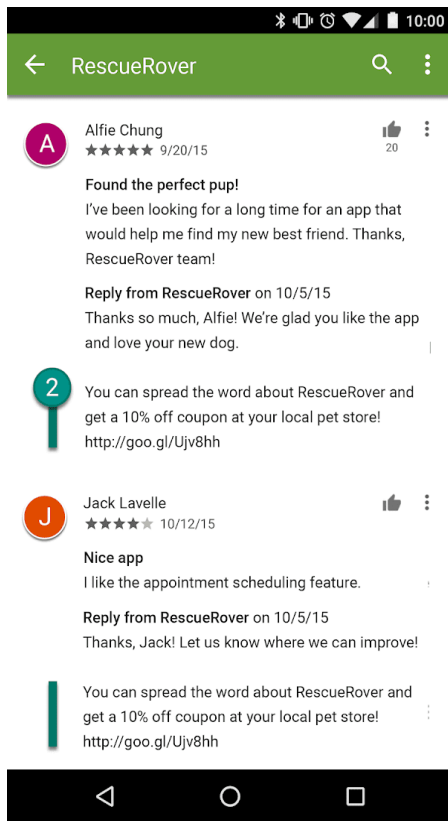 10:00
RescueRover
A
Alfie Chung
★★★★★ 9/20/15
20
Found the perfect pup!
I've been looking for a long time for an app that
would help me find my new best friend. Thanks,
RescueRover team!
Reply from RescueRover on 10/5/15
Thanks so much, Alfie! We're glad you like the app
and love your new dog.
2
You can spread the word about RescueRover and
get a 10% off coupon at your local pet store!
http://goo.gl/Ujv8hh
J
Jack Lavelle
★★★★★ 10/12/15
Nice app
I like the appointment scheduling feature.
Reply from RescueRover on 10/5/15
Thanks, Jack! Let us know where we can improve!
You can spread the word about RescueRover and
get a 10% off coupon at your local pet store!
http://goo.gl/Ujv8hh